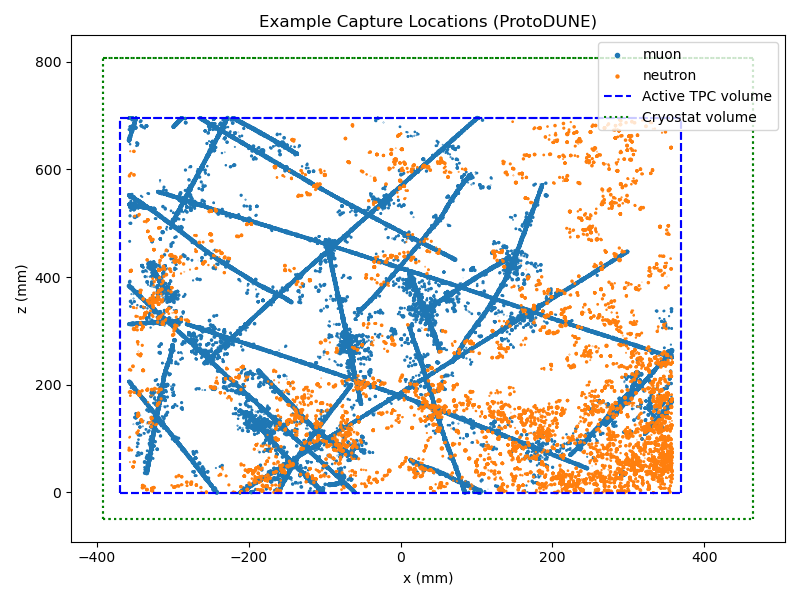 Example Capture Locations (ProtoDUNE)
muon
neutron
Active TPC volume
Cryostat volume
800
600
400
200
0
z (mm)
−400
−200
0
200
400
x (mm)